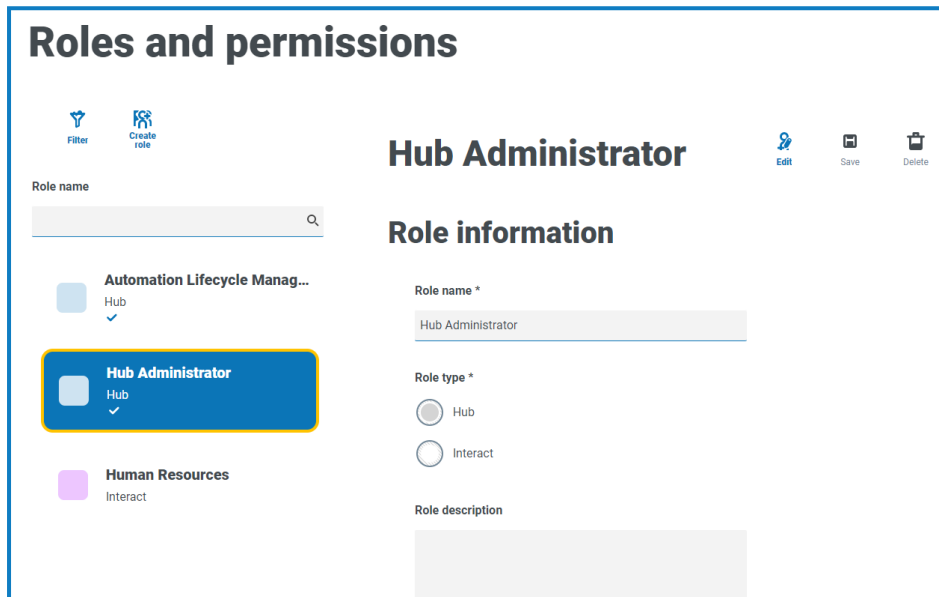 Roles and permissions
Filter
Create
role
Role name
Automation Lifecycle Manag...
Hub
Hub Administrator
Hub
Human Resources
Interact
Hub Administrator
Edit
Save
Delete
Role information
Role name *
Hub Administrator
Role type *
Hub
Interact
Role description